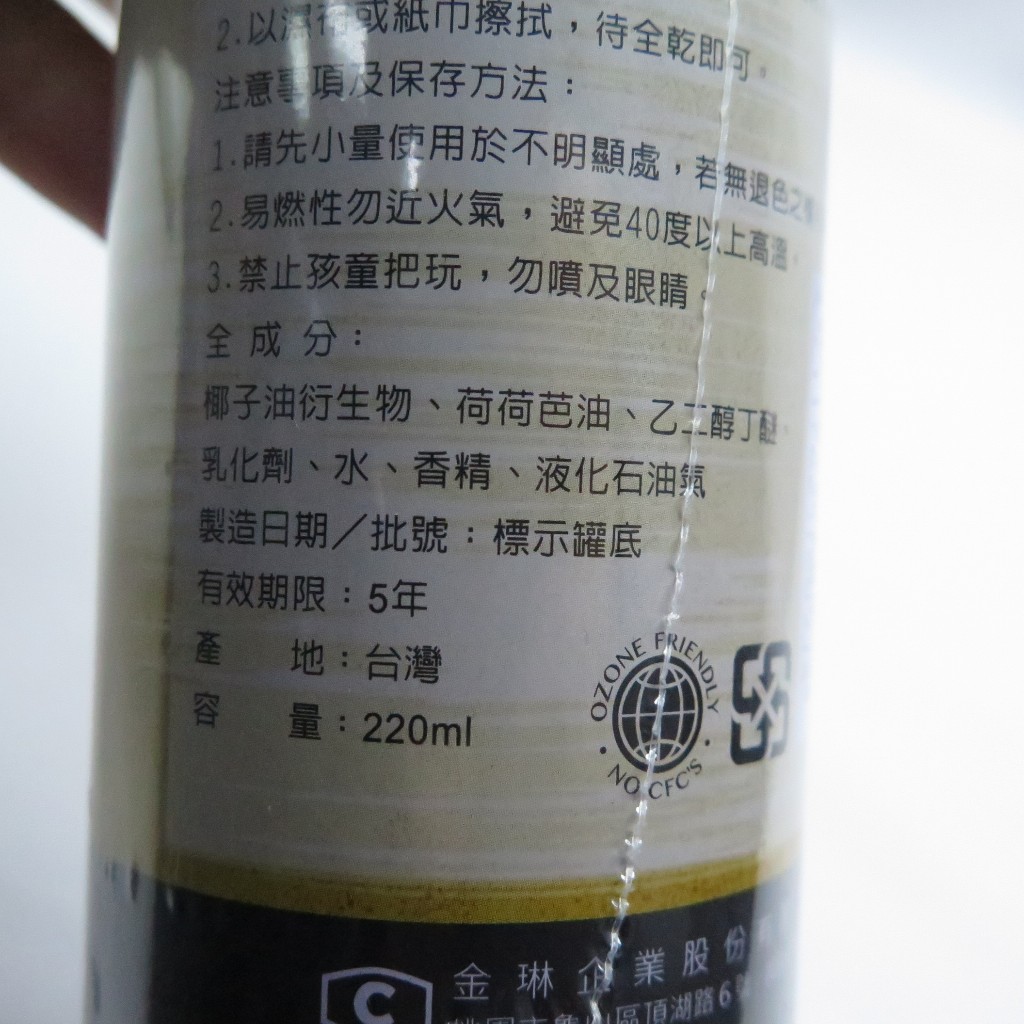 2.以濕布或紙巾擦拭，待全乾即可。
注意事項及保存方法：
1.請先小量使用於不明顯處，若無退色之
2.易燃性勿近火氣，避免40度以上高溫。
3.禁止孩童把玩，勿噴及眼睛。
全成分：
椰子油衍生物、荷荷芭油、乙二醇丁醚、
乳化劑、水、香精、液化石油氣
製造日期／批號：標示罐底
有效期限：5年
產 地：台灣
容 量：220ml
OZONE FRIENDLY
NO CFC'S
C
金琳企業股份
區頂湖路6